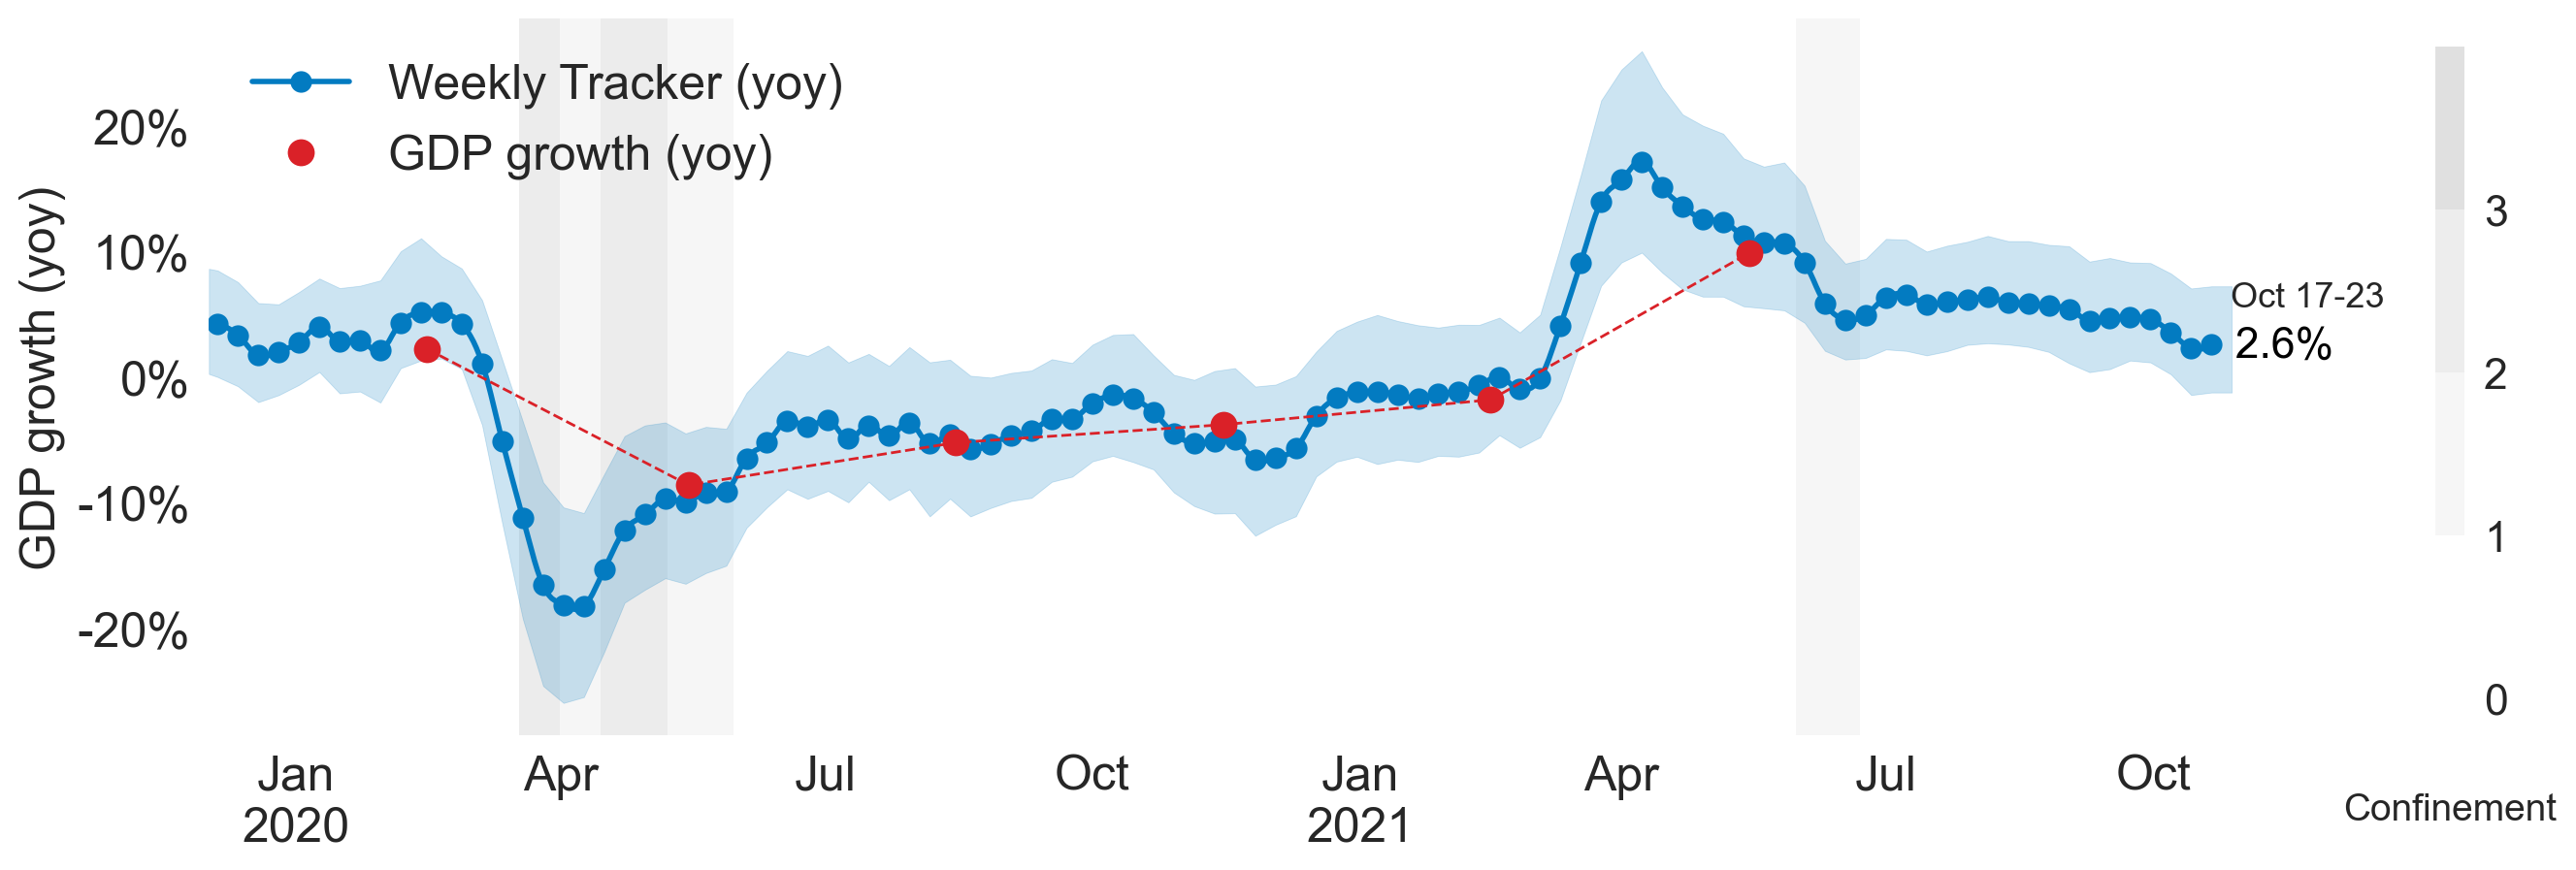 Weekly Tracker (yoy)
GDP growth (yoy)
GDP growth (yoy)
20%
10%
0%
-10%
-20%
Oct 17-23
2.6%
3
2
1
0
Jan Apr Jul Oct Jan Apr Jul Oct
2020 2021
Confinement